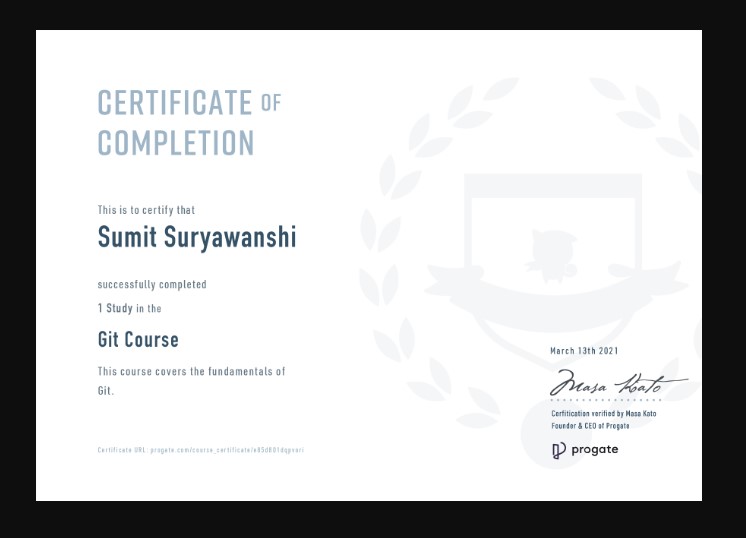 CERTIFICATE OF
COMPLETION
This is to certify that
Sumit Suryawanshi
successfully completed
1 Study in the
Git Course
This course covers the fundamentals of
Git.
March 13th 2021
Masa Kato
Cerfitication verified by Masa Kato
Founder & CEO of Progate
progate
Certificate URL: progate.com/course_certificate/